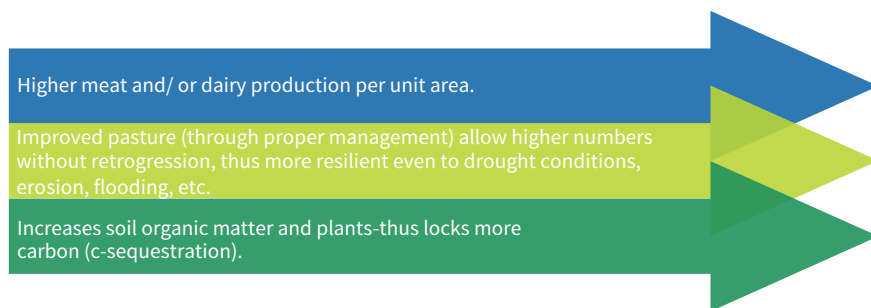 Higher meat and/ or dairy production per unit area.
Improved pasture (through proper management) allow higher numbers
without retrogression, thus more resilient even to drought conditions,
erosion, flooding, etc.
Increases soil organic matter and plants-thus locks more
carbon (c-sequestration).